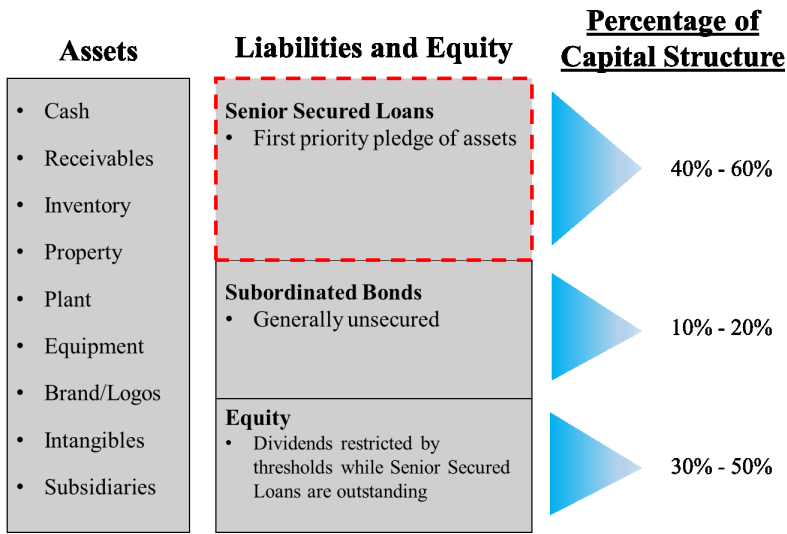 Assets
• Cash
• Receivables
• Inventory
• Property
• Plant
• Equipment
• Brand/Logos
• Intangibles
• Subsidiaries
Liabilities and Equity
Senior Secured Loans
• First priority pledge of assets
Subordinated Bonds
• Generally unsecured
Equity
• Dividends restricted by
thresholds while Senior Secured
Loans are outstanding
Percentage of
Capital Structure
40% - 60%
10% - 20%
30% - 50%